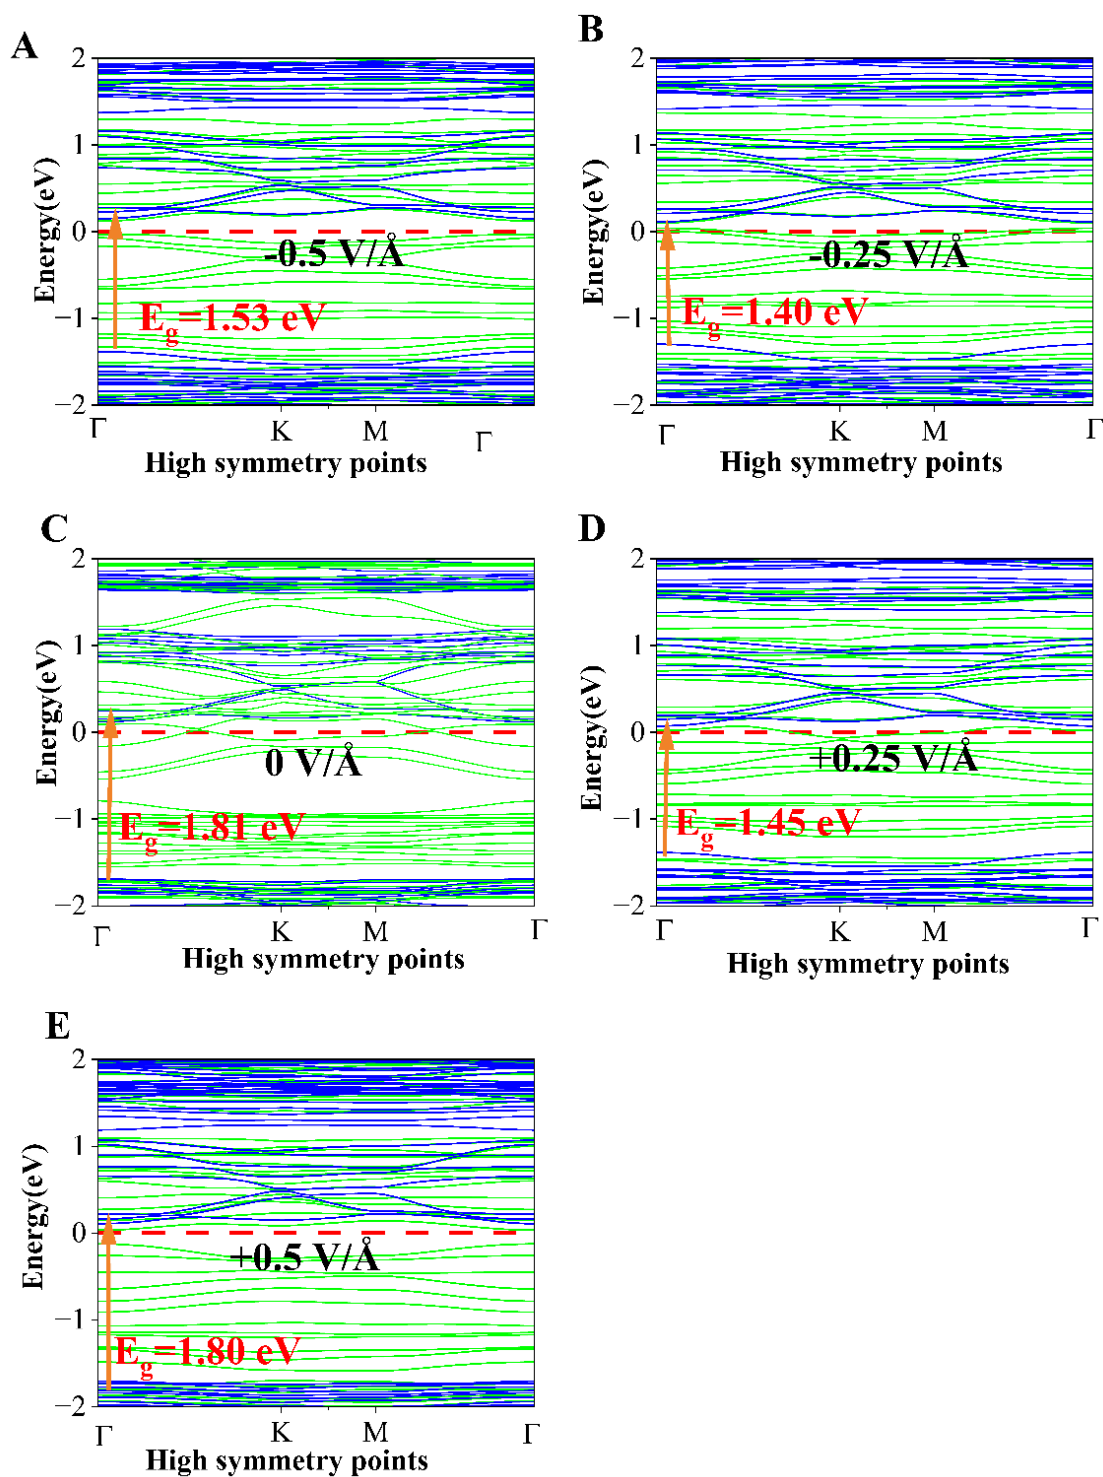 A
2
1
0
−1
−2
Energy(eV)
-0.5 V/Å
Eg=1.53 eV
Γ K M Γ
High symmetry points
B
2
1
0
−1
−2
Energy(eV)
-0.25 V/Å
Eg=1.40 eV
Γ K M Γ
High symmetry points
C
2
1
0
−1
−2
Energy(eV)
0 V/Å
Eg=1.81 eV
Γ K M Γ
High symmetry points
D
2
1
0
−1
−2
Energy(eV)
+0.25 V/Å
Eg=1.45 eV
Γ K M Γ
High symmetry points
E
2
1
0
−1
−2
Energy(eV)
+0.5 V/Å
Eg=1.80 eV
Γ K M Γ
High symmetry points